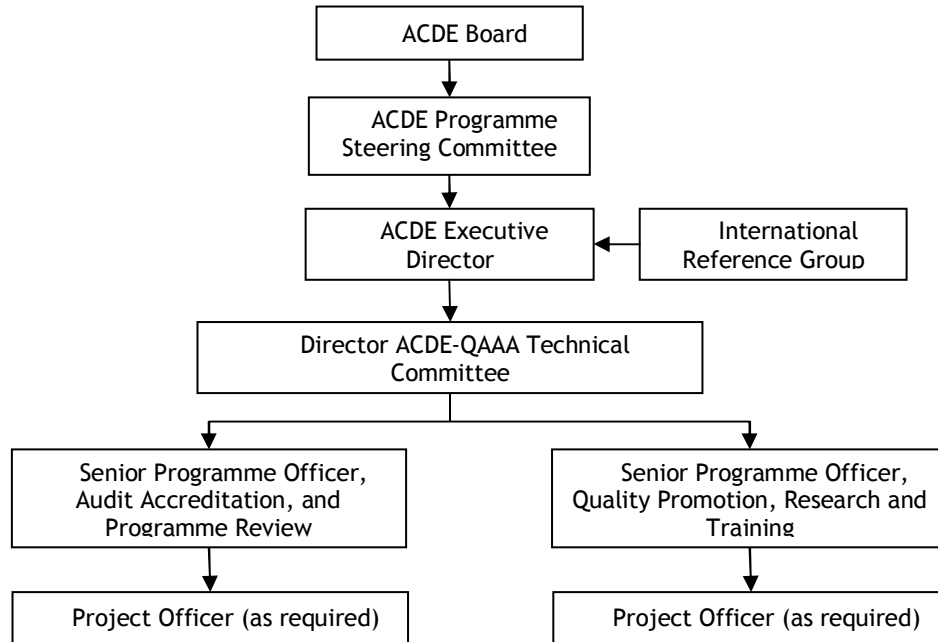 ACDE Board
ACDE Programme
Steering Committee
ACDE Executive
Director
International
Reference Group
Director ACDE-QAAA Technical
Committee
Senior Programme Officer,
Audit Accreditation, and
Programme Review
Senior Programme Officer,
Quality Promotion, Research and
Training
Project Officer (as required)
Project Officer (as required)